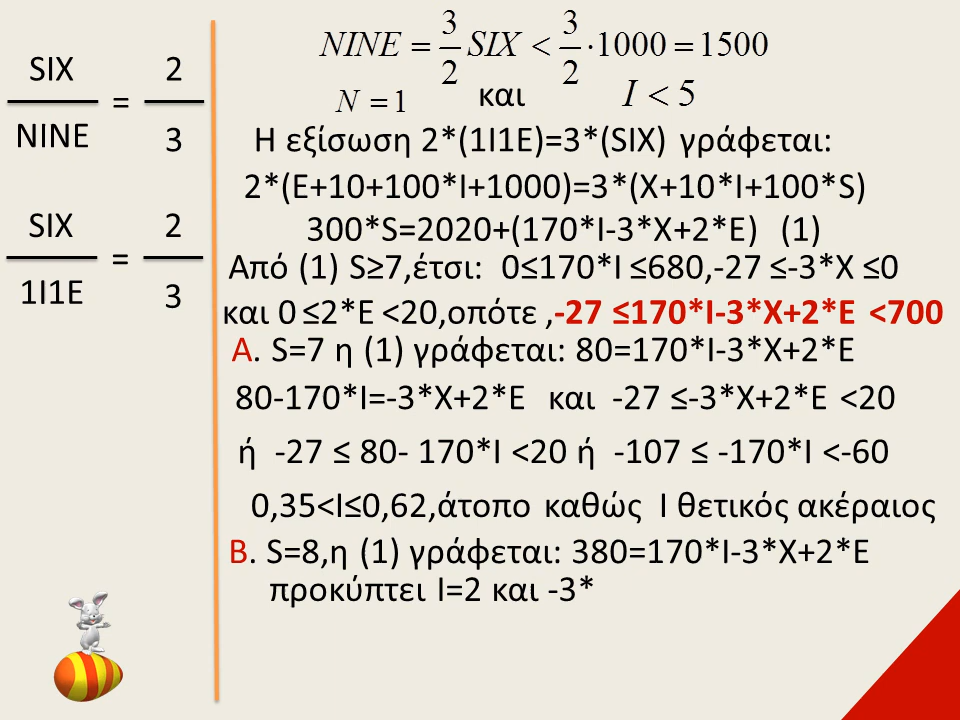 SIX 2
=
NINE 3
SIX 2
=
1I1E 3
NINE = 3/2 SIX < 3/2 ·1000 = 1500
N = 1 και I < 5
Η εξίσωση 2*(1Ι1Ε)=3*(SIX) γράφεται:
2*(Ε+10+100*Ι+1000)=3*(Χ+10*Ι+100*S)
300*S=2020+(170*I-3*X+2*E) (1)
Από (1) S≥7,έτσι: 0≤170*Ι ≤680,-27 ≤-3*Χ ≤0
και 0 ≤2*Ε <20,οπότε ,-27 ≤170*I-3*X+2*E <700
Α. S=7 η (1) γράφεται: 80=170*Ι-3*Χ+2*Ε
80-170*Ι=-3*Χ+2*Ε και -27 ≤-3*Χ+2*Ε <20
ή -27 ≤ 80- 170*Ι <20 ή -107 ≤ -170*Ι <-60
0,35<Ι≤0,62,άτοπο καθώς Ι θετικός ακέραιος
Β. S=8,η (1) γράφεται: 380=170*Ι-3*Χ+2*Ε
προκύπτει Ι=2 και -3*